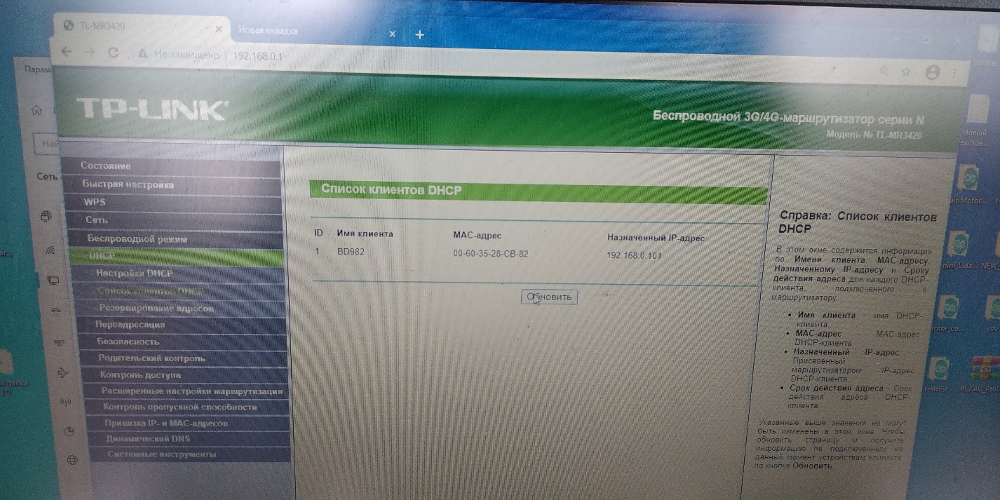 TL-MR3420
Новая вкладка
Не защищено
192.168.0.1
TP-LINK
Беспроводной 3G/4G-маршрутизатор серии N
Модель № TL-MR3420
Состояние
Быстрая настройка
WPS
Сеть
Беспроводной режим
DHCP
- Настройки DHCP
- Список клиентов DHCP
- Резервирование адресов
Переадресация
Безопасность
Родительский контроль
Контроль доступа
Расширенные настройки маршрутизации
Контроль пропускной способности
Привязка IP- и MAC-адресов
Динамический DNS
Системные инструменты
Список клиентов DHCP
ID Имя клиента MAC-адрес Назначенный IP-адрес
1 BD982 00-60-35-28-CB-82 192.168.0.101
Обновить
Справка: Список клиентов
DHCP
В этом окне содержится информация
по Имени клиента MAC-адресу,
Назначенному IP-адресу и Сроку
действия адреса для каждого DHCP-
клиента, подключенного к
маршрутизатору.
Имя клиента - имя DHCP-
клиента
MAC-адрес - MAC-адрес
DHCP-клиента.
Назначенный IP-адрес -
Присвоенный
маршрутизатором IP-адрес
DHCP-клиента.
Срок действия адреса - Срок
действия адреса DHCP-
клиента.
Указанные выше значения не могут
быть изменены в этом окне. Чтобы
обновить страницу и получить
информацию по подключенным на
данный момент устройствам кликните
по кнопке Обновить.
Парам
Най
Сеть
Новый
екстов...
ainMotor...
mini_Lida...
NEW_
otor_co...
vvv
testtest